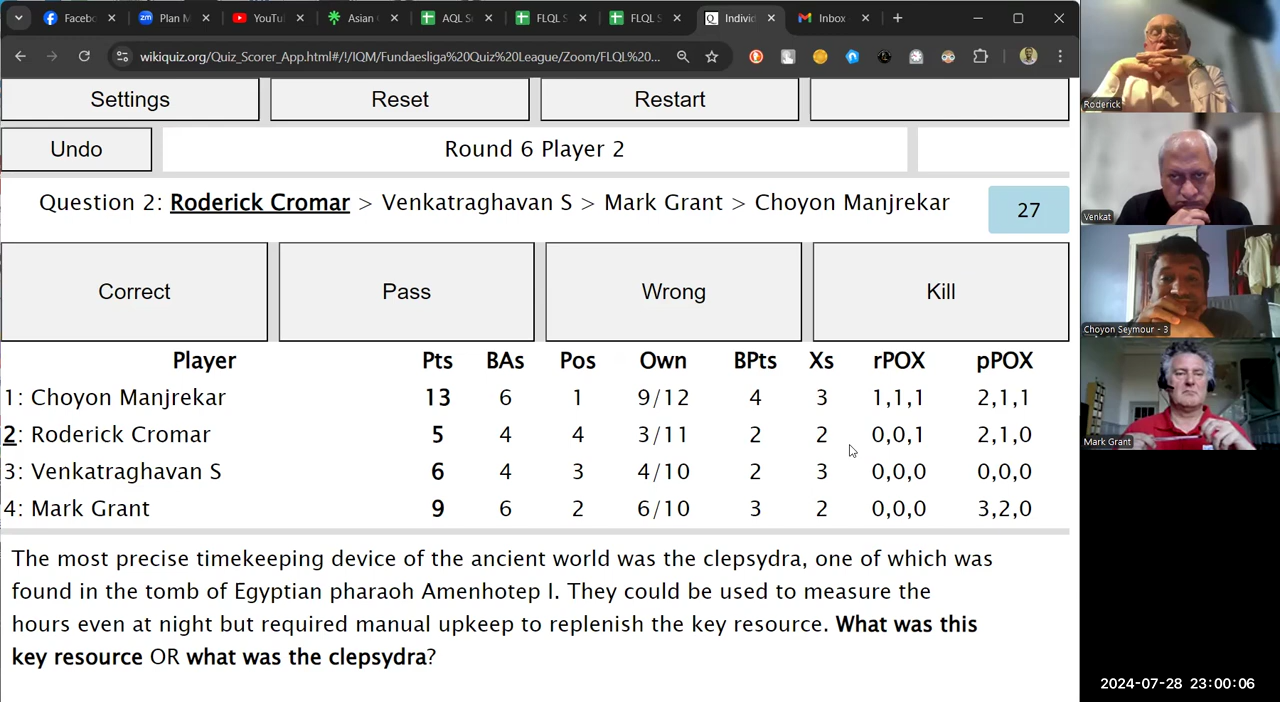 Facebo
Plan M
YouTu
Asian
AQL S
FLQL S
FLQL S
Individ
Inbox
wikiquiz.org/Quiz_Scorer_App.html#/!/IQM/Fundaesliga%20Quiz%20League/Zoom/FLQL%20...
Settings
Reset
Restart
Undo
Round 6 Player 2
Question 2: Roderick Cromar > Venkatraghavan S > Mark Grant > Choyon Manjrekar
27
Correct
Pass
Wrong
Kill
Player Pts BAs Pos Own BPts Xs rPOX pPOX
1: Choyon Manjrekar 13 6 1 9/12 4 3 1,1,1 2,1,1
2: Roderick Cromar 5 4 4 3/11 2 2 0,0,1 2,1,0
3: Venkatraghavan S 6 4 3 4/10 2 3 0,0,0 0,0,0
4: Mark Grant 9 6 2 6/10 3 2 0,0,0 3,2,0
The most precise timekeeping device of the ancient world was the clepsydra, one of which was
found in the tomb of Egyptian pharaoh Amenhotep I. They could be used to measure the
hours even at night but required manual upkeep to replenish the key resource. What was this
key resource OR what was the clepsydra?
Roderick
Venkat
Choyon Seymour - 3
Mark Grant
2024-07-28 23:00:06